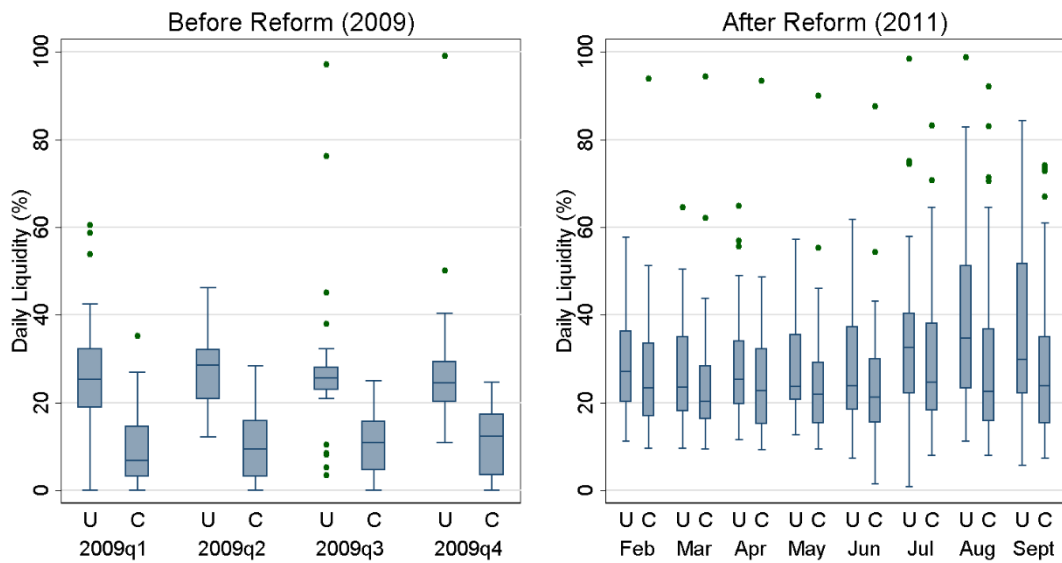 Before Reform (2009)
Daily Liquidity (%)
100
80
60
40
20
0
U C U C U C U C
2009q1 2009q2 2009q3 2009q4
After Reform (2011)
Daily Liquidity (%)
100
80
60
40
20
0
U C U C U C U C U C U C U C U C
Feb Mar Apr May Jun Jul Aug Sept